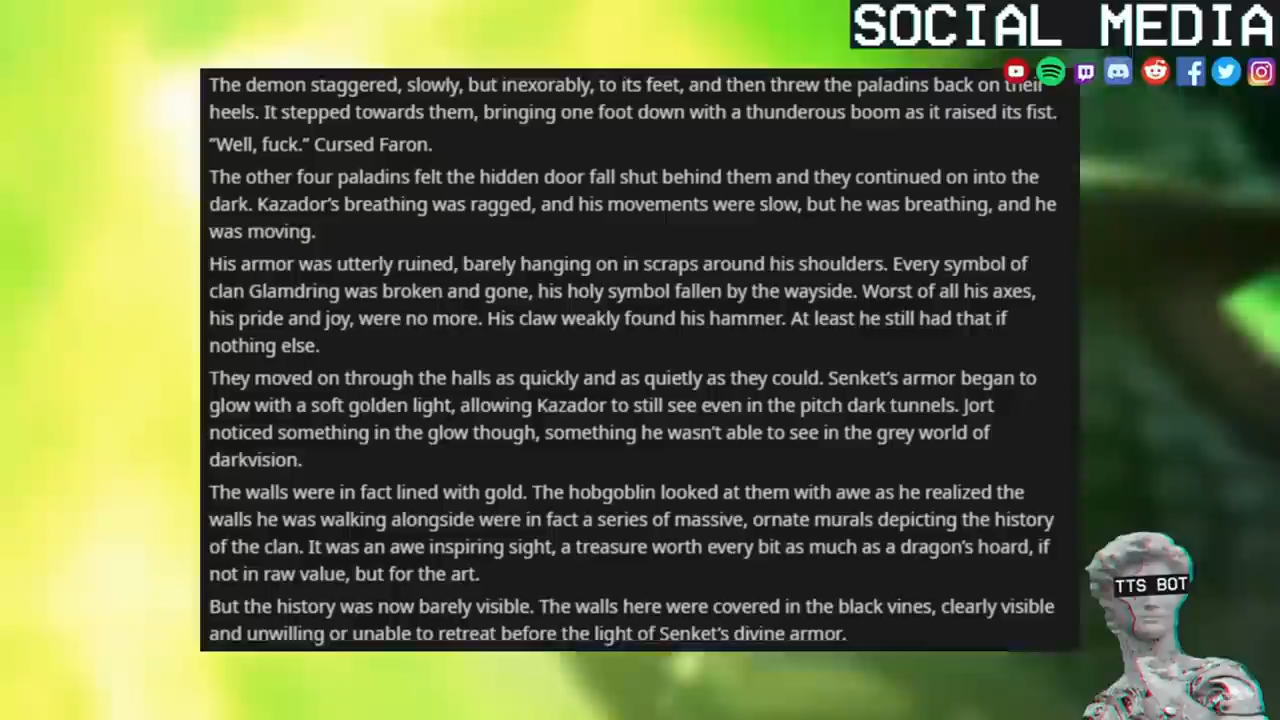 SOCIAL MEDIA
The demon staggered, slowly, but inexorably, to its feet, and then threw the paladins back on their
heels. It stepped towards them, bringing one foot down with a thunderous boom as it raised its fist.
“Well, fuck.” Cursed Faron.
The other four paladins felt the hidden door fall shut behind them and they continued on into the
dark. Kazador’s breathing was ragged, and his movements were slow, but he was breathing, and he
was moving.
His armor was utterly ruined, barely hanging on in scraps around his shoulders. Every symbol of
clan Glamdring was broken and gone, his holy symbol fallen by the wayside. Worst of all his axes,
his pride and joy, were no more. His claw weakly found his hammer. At least he still had that if
nothing else.
They moved on through the halls as quickly and as quietly as they could. Senket’s armor began to
glow with a soft golden light, allowing Kazador to still see even in the pitch dark tunnels. Jort
noticed something in the glow though, something he wasn’t able to see in the grey world of
darkvision.
The walls were in fact lined with gold. The hobgoblin looked at them with awe as he realized the
walls he was walking alongside were in fact a series of massive, ornate murals depicting the history
of the clan. It was an awe inspiring sight, a treasure worth every bit as much as a dragon’s hoard, if
not in raw value, but for the art.
But the history was now barely visible. The walls here were covered in the black vines, clearly visible
and unwilling or unable to retreat before the light of Senket’s divine armor.
TTS BOT